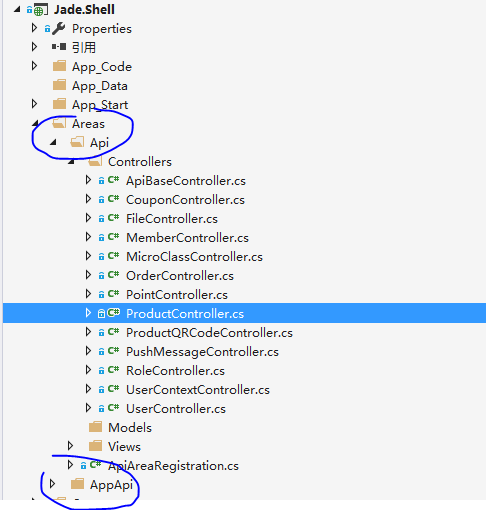 Jade.Shell
Properties
引用
App_Code
App_Data
App_Start
Areas
Api
Controllers
C# ApiBaseController.cs
C# CouponController.cs
C# FileController.cs
C# MemberController.cs
C# MicroClassController.cs
C# OrderController.cs
C# PointController.cs
C# ProductController.cs
C# ProductQRCodeController.cs
C# PushMessageController.cs
C# RoleController.cs
C# UserContextController.cs
C# UserController.cs
Models
Views
C# ApiAreaRegistration.cs
AppApi